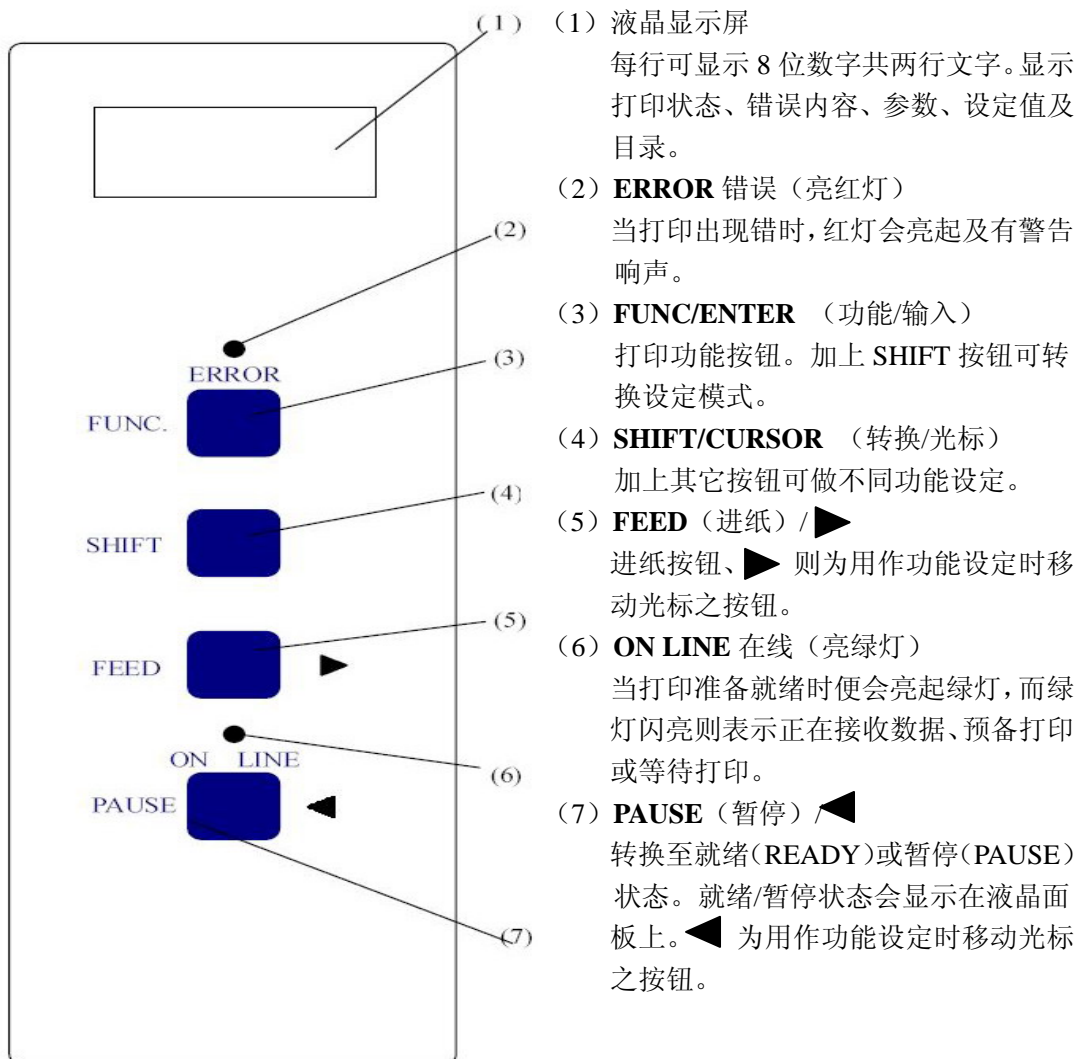 (1)
(2)
ERROR
(3)
FUNC.
(4)
SHIFT
(5)
FEED
ON LINE
(6)
PAUSE
(7)
（1）液晶显示屏
每行可显示 8 位数字共两行文字。显示
打印状态、错误内容、参数、设定值及
目录。
（2）ERROR 错误（亮红灯）
当打印出现错时，红灯会亮起及有警告
响声。
（3）FUNC/ENTER （功能/输入）
打印功能按钮。加上 SHIFT 按钮可转
换设定模式。
（4）SHIFT/CURSOR （转换/光标）
加上其它按钮可做不同功能设定。
（5）FEED（进纸）/▶
进纸按钮、▶ 则为用作功能设定时移
动光标之按钮。
（6）ON LINE 在线（亮绿灯）
当打印准备就绪时便会亮起绿灯，而绿
灯闪亮则表示正在接收数据、预备打印
或等待打印。
（7）PAUSE（暂停）/◀
转换至就绪（READY）或暂停（PAUSE）
状态。就绪/暂停状态会显示在液晶面
板上。◀ 为用作功能设定时移动光标
之按钮。